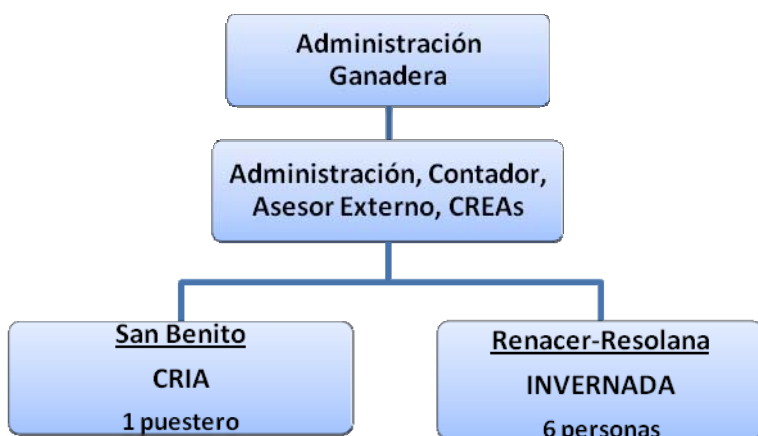 Administración
Ganadera
Administración, Contador,
Asesor Externo, CREAs
San Benito
CRIA
1 puestero
Renacer-Resolana
INVERNADA
6 personas